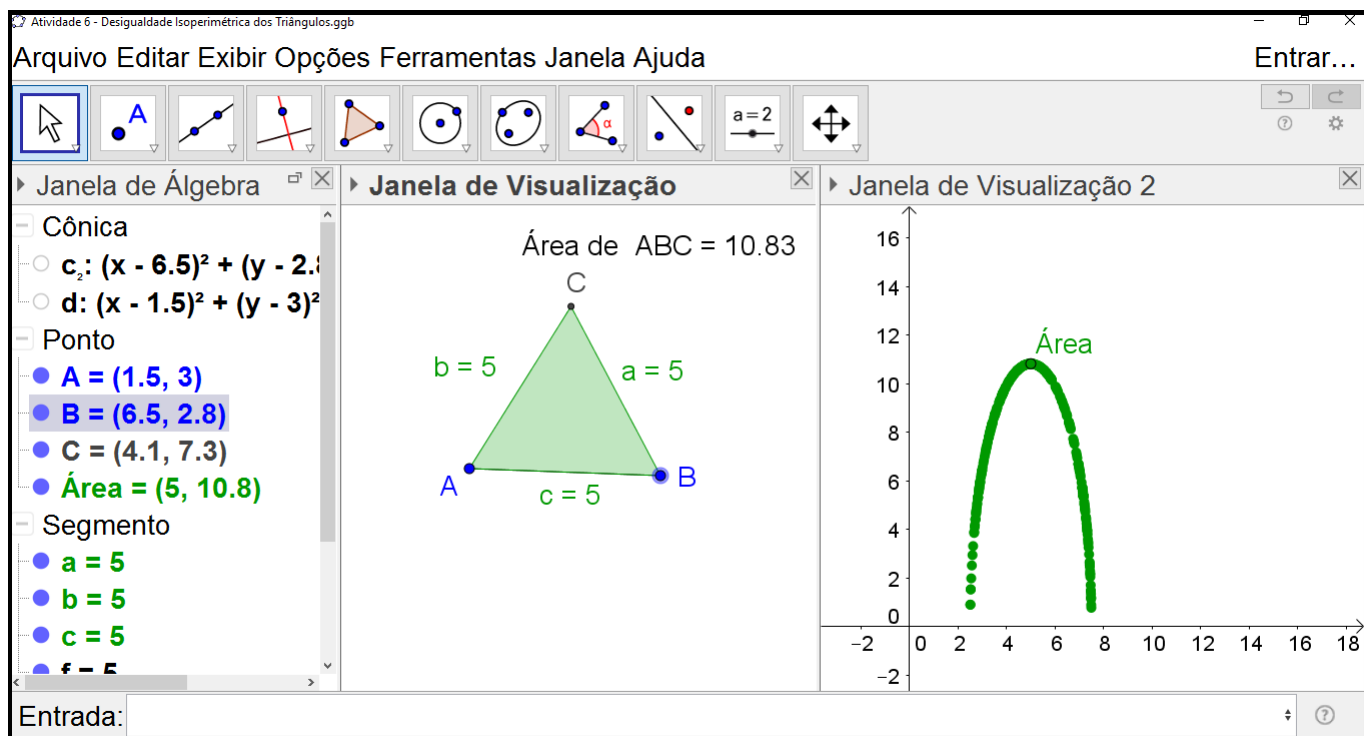 Atividade 6 - Desigualdade Isoperimétrica dos Triângulos.ggb
Arquivo Editar Exibir Opções Ferramentas Janela Ajuda Entrar...
A
α
a = 2
Janela de Álgebra
Cônica
c₂: (x - 6.5)² + (y - 2.8
d: (x - 1.5)² + (y - 3)²
Ponto
A = (1.5, 3)
B = (6.5, 2.8)
C = (4.1, 7.3)
Área = (5, 10.8)
Segmento
a = 5
b = 5
c = 5
f = 5
Janela de Visualização
Área de ABC = 10.83
C
b = 5
a = 5
A
B
c = 5
Janela de Visualização 2
16
14
12
Área
10
8
6
4
2
0
−2 0 2 4 6 8 10 12 14 16 18
−2
Entrada: